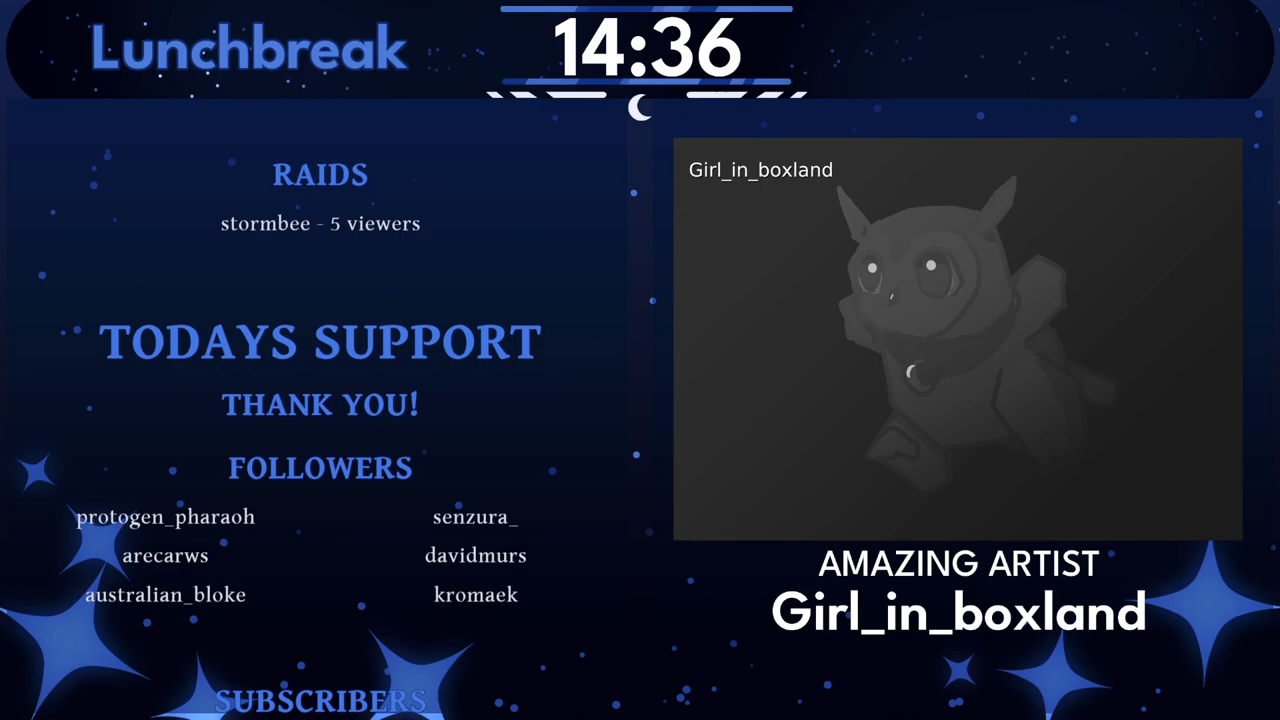 Lunchbreak
14:36
RAIDS
stormbee - 5 viewers
TODAYS SUPPORT
THANK YOU!
FOLLOWERS
protogen_pharaoh
senzura_
arecarws
davidmurs
australian_bloke
kromaek
SUBSCRIBERS
Girl_in_boxland
AMAZING ARTIST
Girl_in_boxland